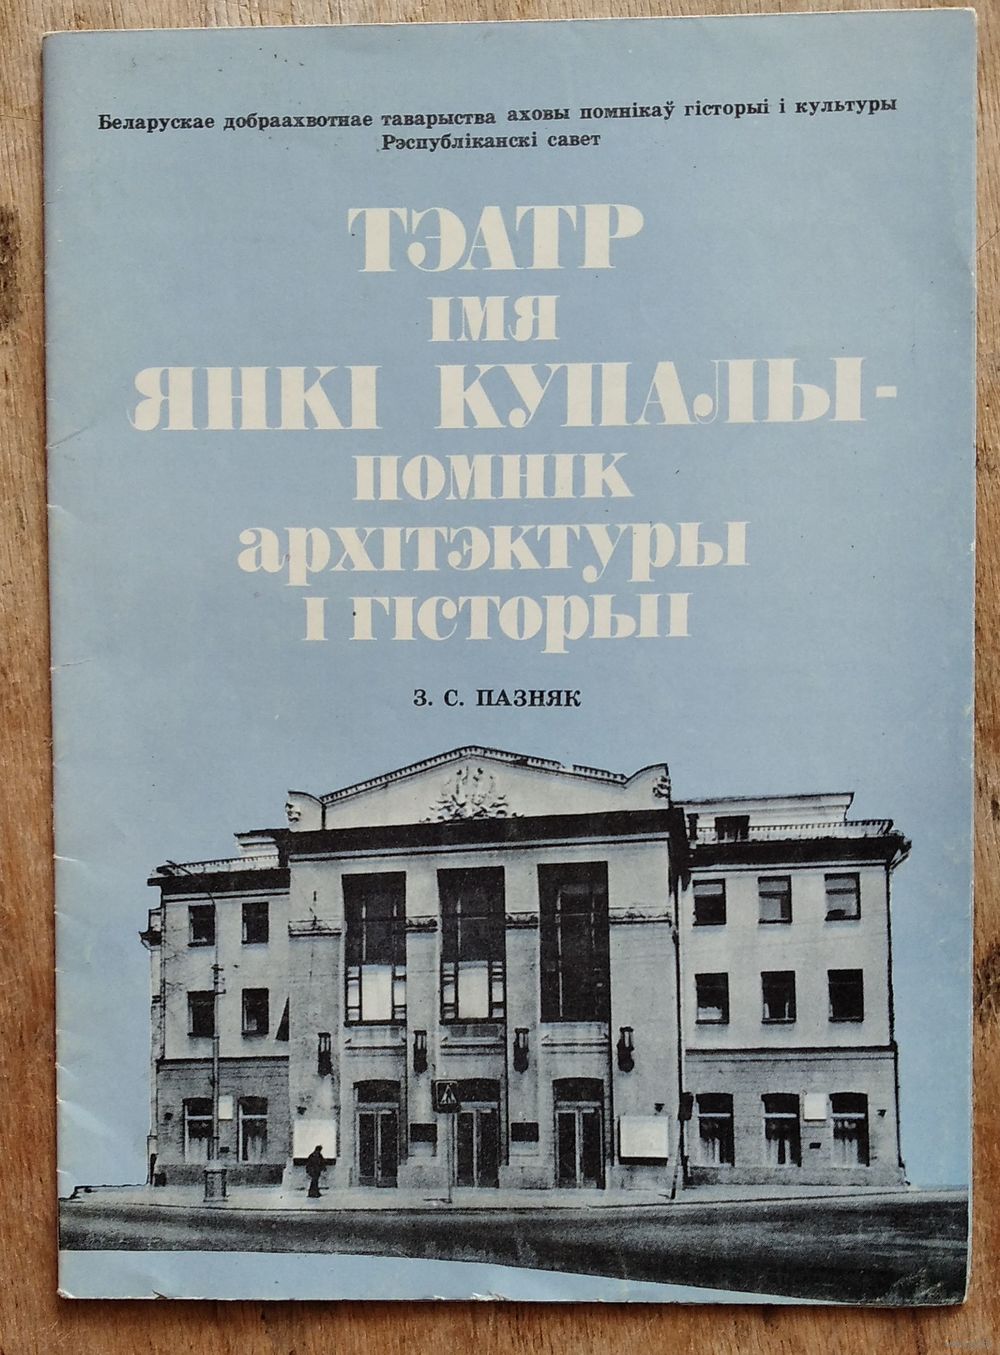 Беларускае добраахвотнае таварыства аховы помнікаў гісторыі і культуры
Рэспубліканскі савет
ТЭАТР
ІМЯ
ЯНКІ КУПАЛЫ-
ПОМНІК
архітэктуры
і гісторыі
З. С. ПАЗНЯК